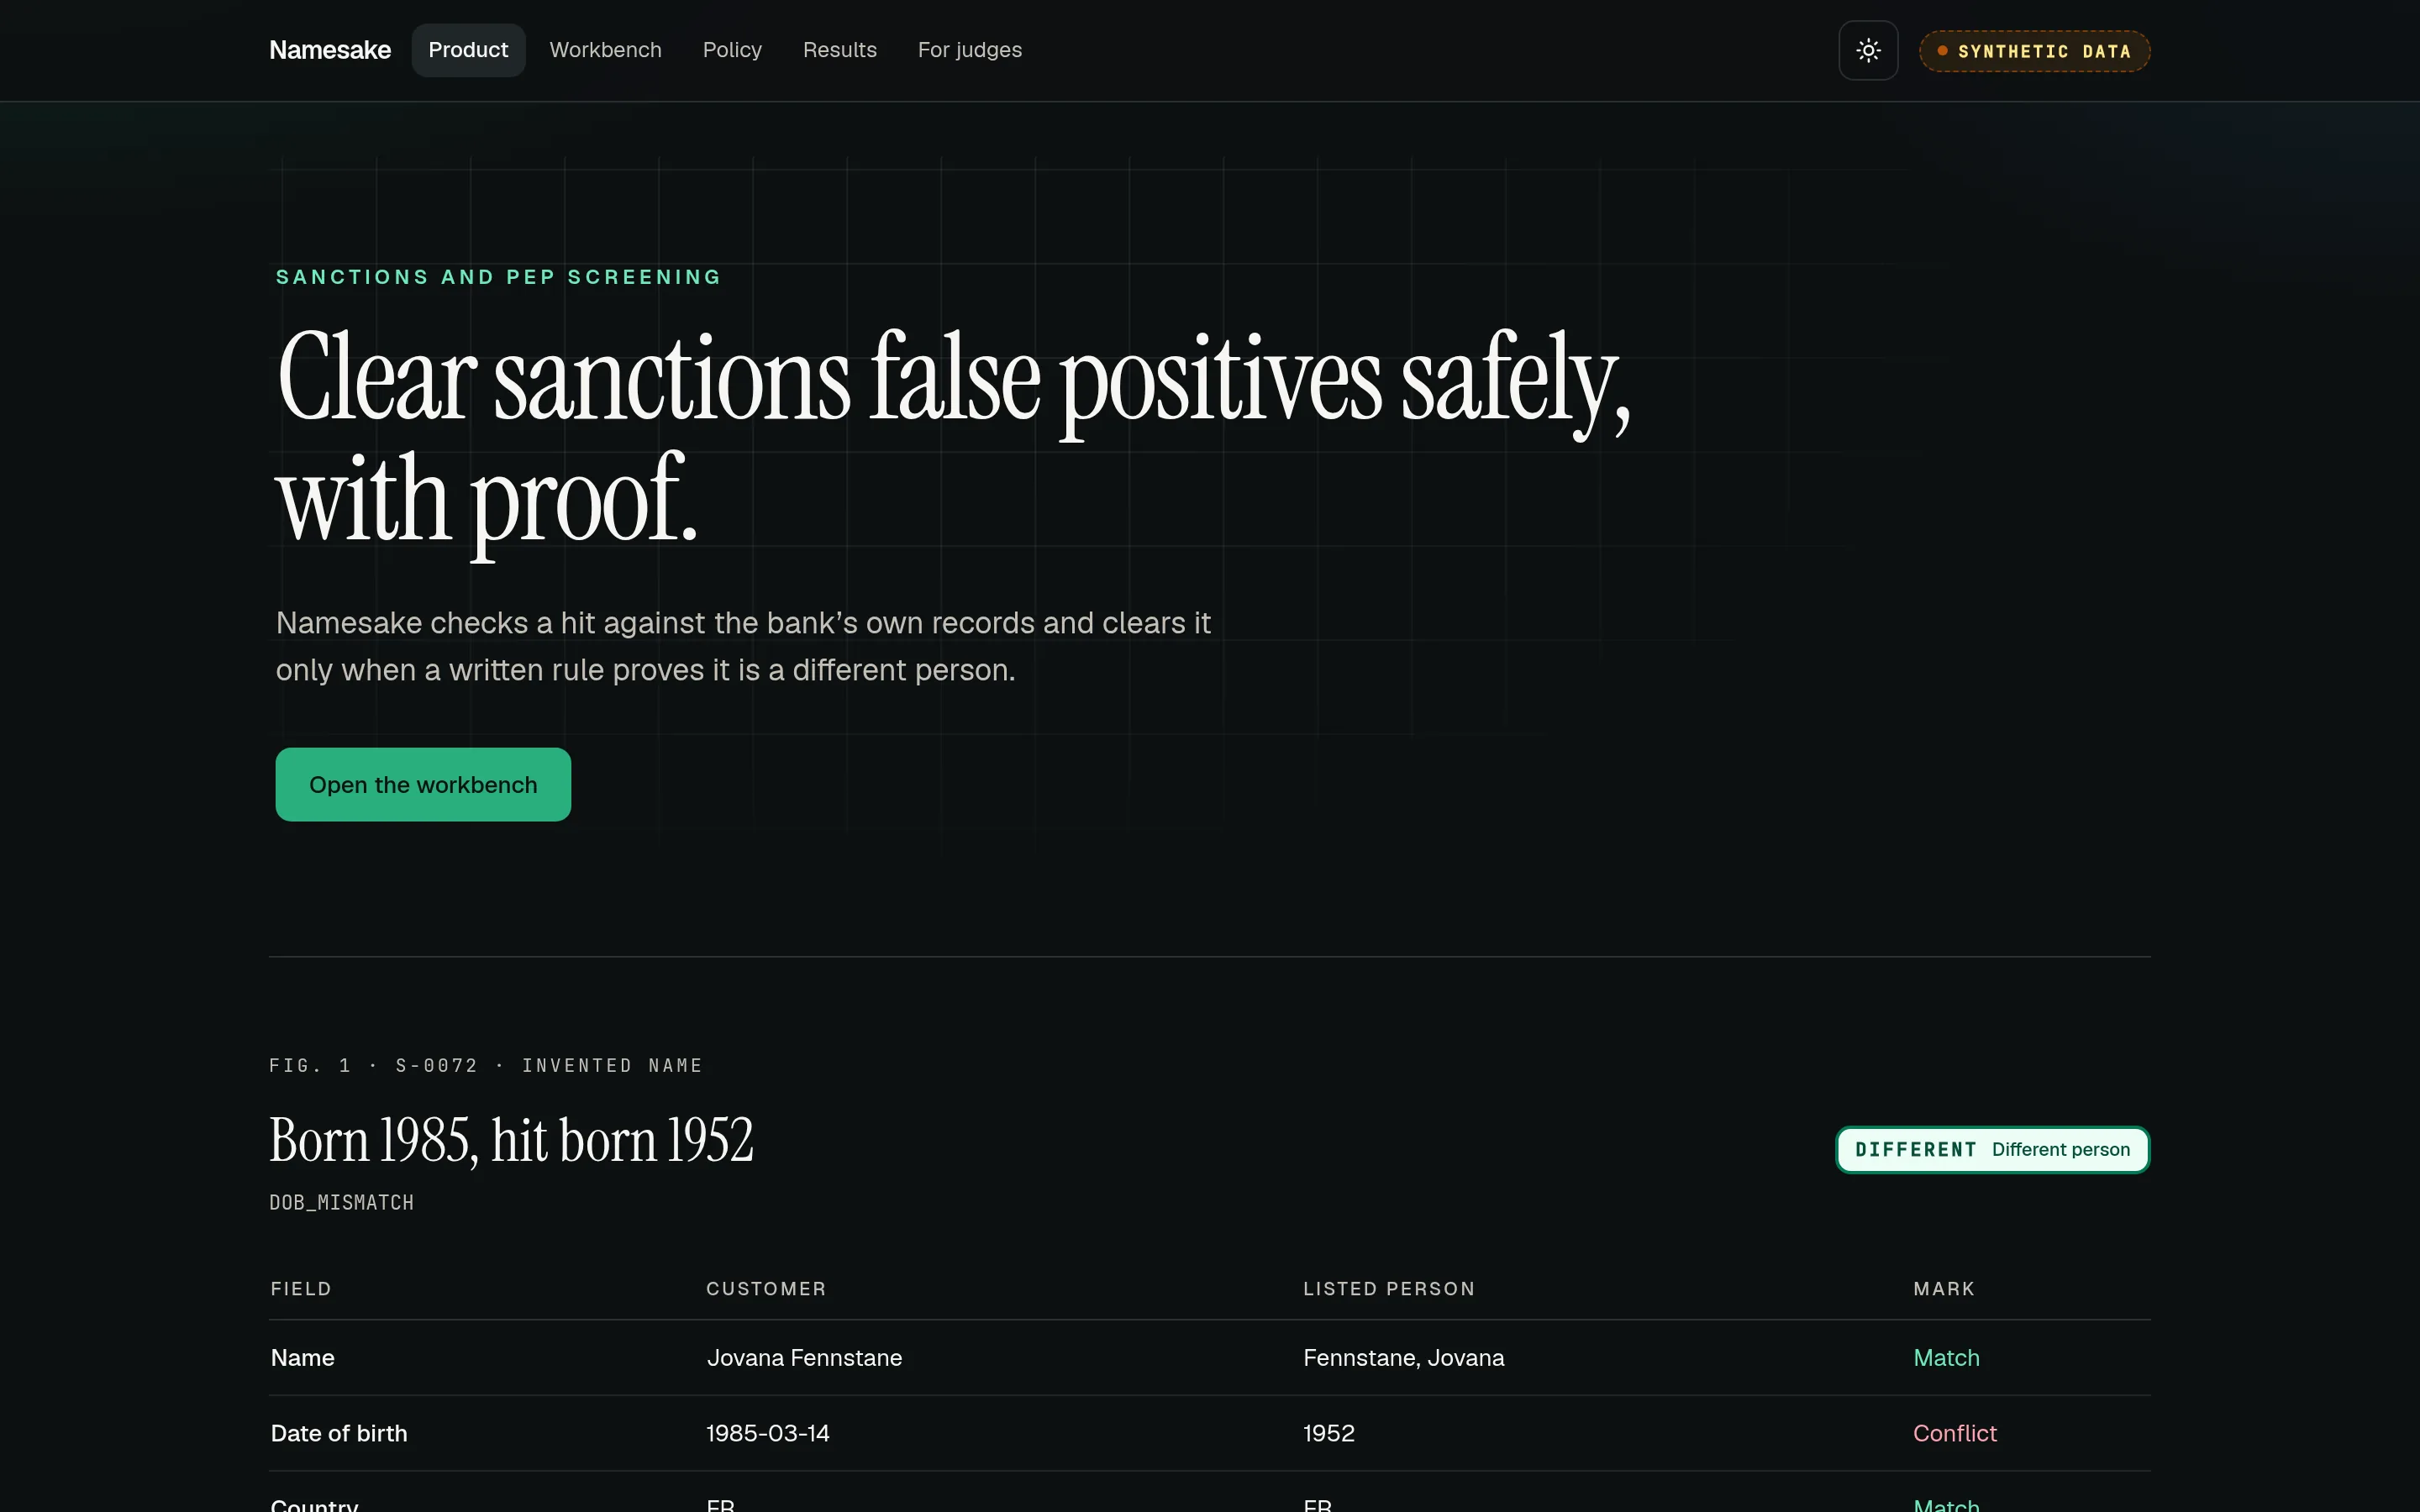 Namesake Product Workbench Policy Results For judges SYNTHETIC DATA
SANCTIONS AND PEP SCREENING
Clear sanctions false positives safely,
with proof.
Namesake checks a hit against the bank’s own records and clears it
only when a written rule proves it is a different person.
Open the workbench
FIG. 1 · S-0072 · INVENTED NAME
Born 1985, hit born 1952
DIFFERENT Different person
DOB_MISMATCH
FIELD CUSTOMER LISTED PERSON MARK
Name Jovana Fennstane Fennstane, Jovana Match
Date of birth 1985-03-14 1952 Conflict
Country FR FR Match